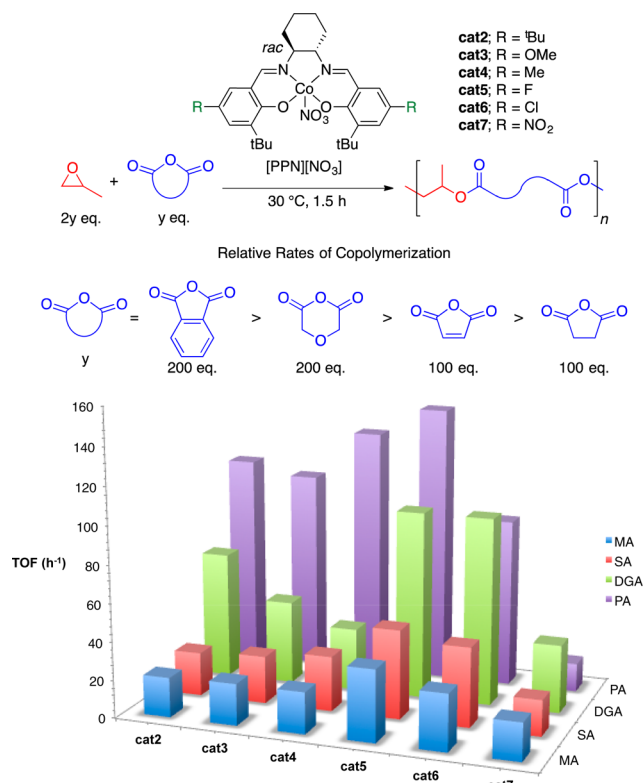 cat2; R = tBu
cat3; R = OMe
cat4; R = Me
cat5; R = F
cat6; R = Cl
cat7; R = NO2
rac
N N
Co
R O O R
NO3
tBu tBu
[PPN][NO3]
30 °C, 1.5 h
O
2y eq.
+
O O O
y eq.
O O O O
n
Relative Rates of Copolymerization
O O O
y
=
O O O
200 eq.
>
O O O
O
200 eq.
>
O O O
100 eq.
>
O O O
100 eq.
160
140
120
100
80
60
40
20
0
TOF (h-1)
cat2
cat3
cat4
cat5
cat6
MA
SA
DGA
PA
MA
SA
DGA
PA